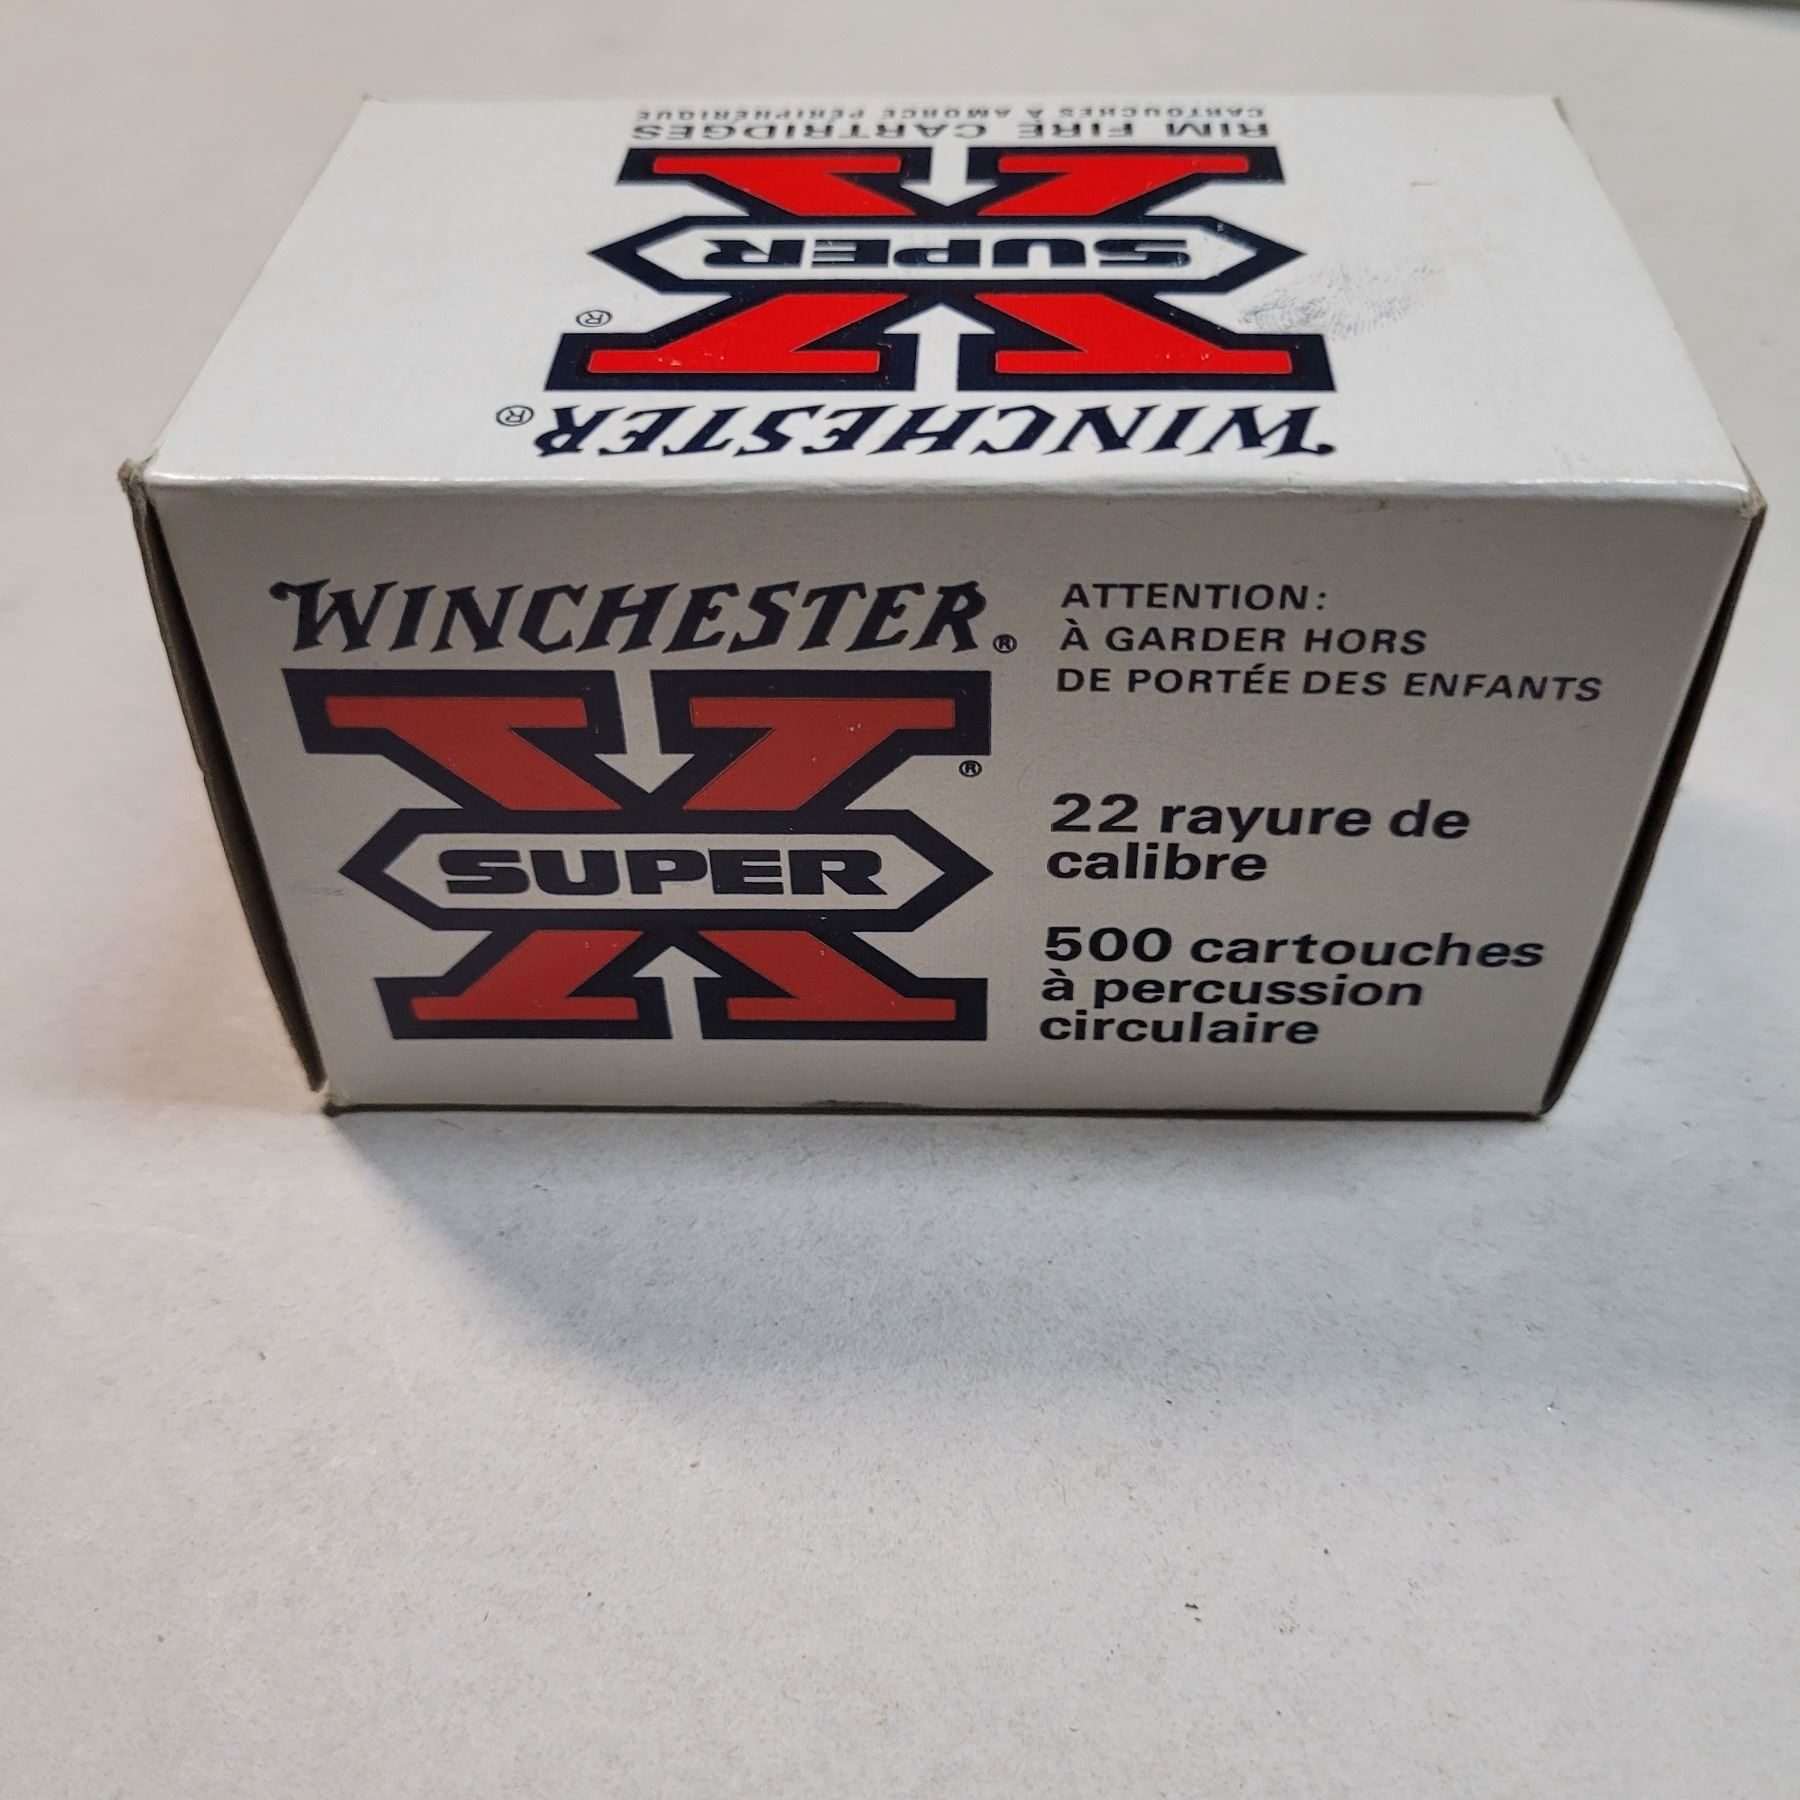 CARTOUCHES À AMORCE PÉRIPHÉRIQUE
RIM FIRE CARTRIDGES
X
SUPER
®
WINCHESTER®
WINCHESTER®
X
SUPER
®
ATTENTION:
À GARDER HORS
DE PORTÉE DES ENFANTS
22 rayure de
calibre
500 cartouches
à percussion
circulaire